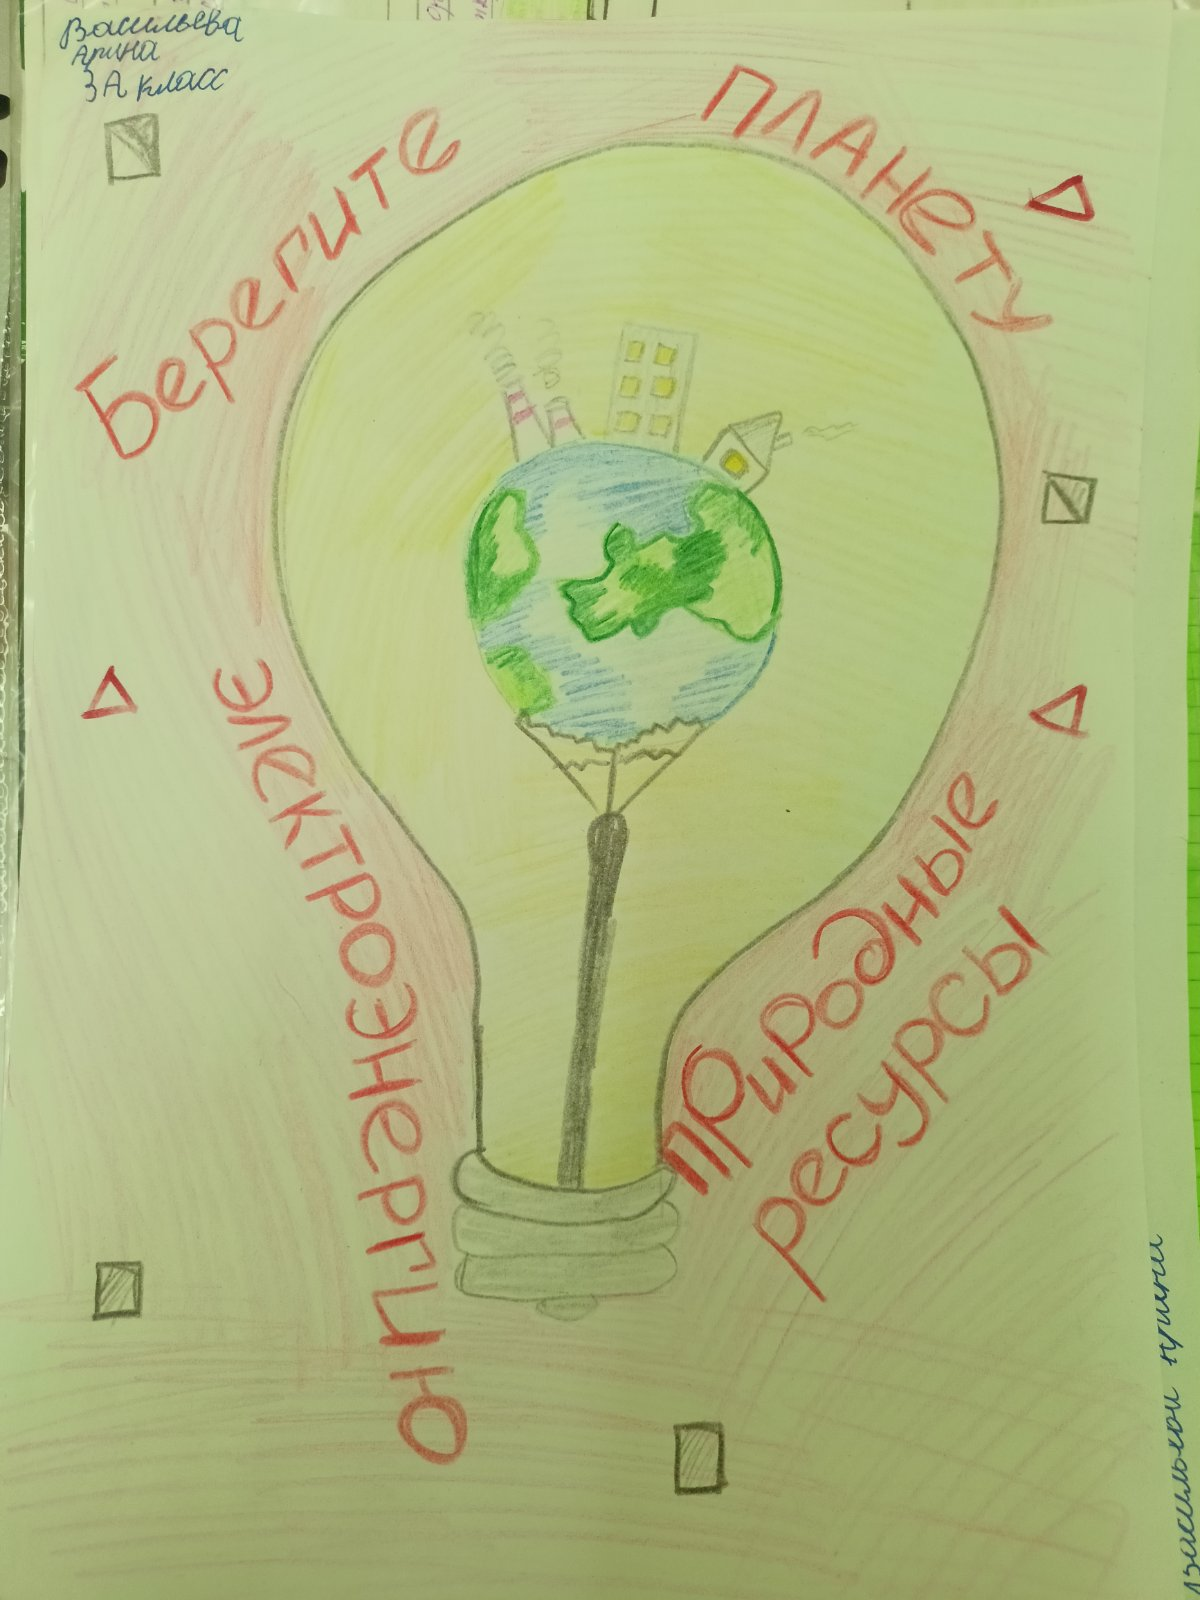 Васильева
Арина
3А класс
Берегите
планету
электроэнергию
природные
ресурсы